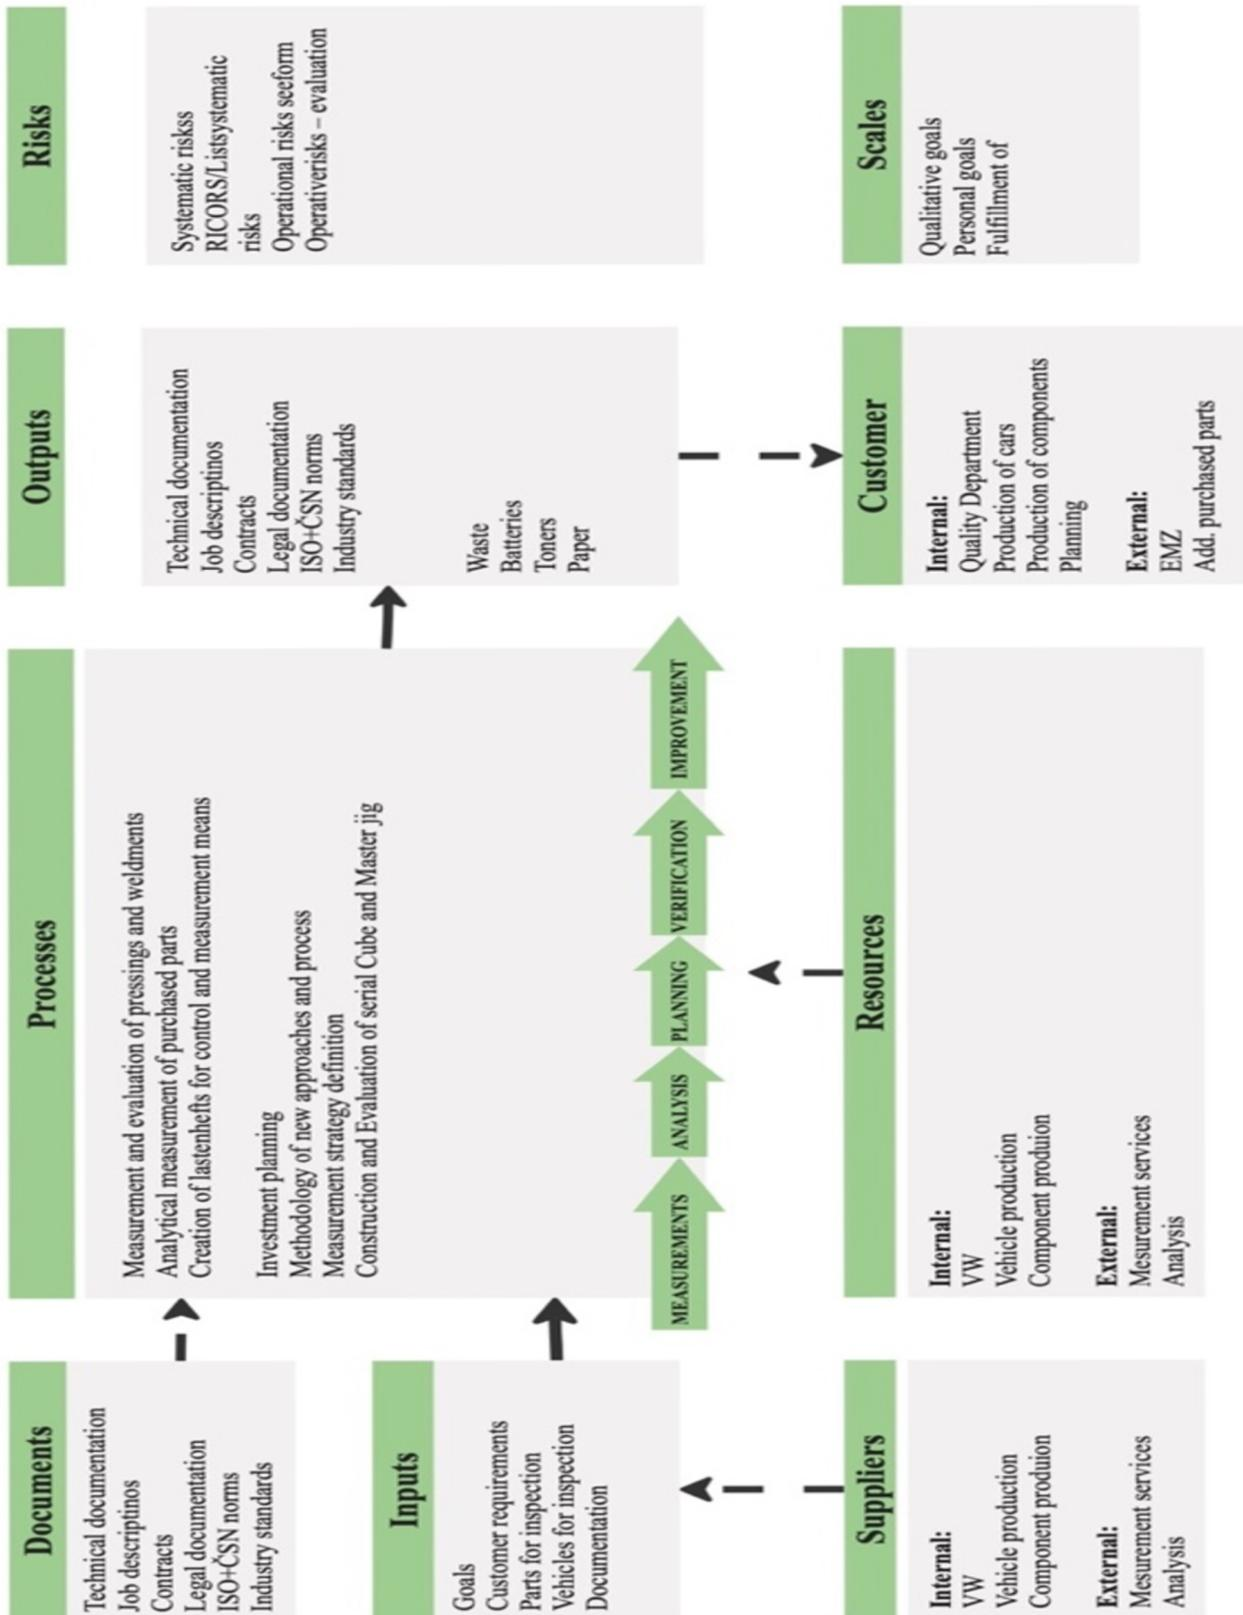 Documents
Technical documentation
Job descriptinos
Contracts
Legal documentation
ISO+ČSN norms
Industry standards
Inputs
Goals
Customer requirements
Parts for inspection
Vehicles for inspection
Documentation
Suppliers
Internal:
VW
Vehicle production
Component produion
External:
Mesurement services
Analysis
Processes
Measurement and evaluation of pressings and weldments
Analytical measurement of purchased parts
Creation of lastenhefts for control and measurement means
Investment planning
Methodology of new approaches and process
Measurement strategy definition
Construction and Evaluation of serial Cube and Master jig
MEASUREMENTS
ANALYSIS
PLANNING
VERIFICATION
IMPROVEMENT
Resources
Internal:
VW
Vehicle production
Component produion
External:
Mesurement services
Analysis
Outputs
Technical documentation
Job descriptinos
Contracts
Legal documentation
ISO+ČSN norms
Industry standards
Waste
Batteries
Toners
Paper
Customer
Internal:
Quality Department
Production of cars
Production of components
Planning
External:
EMZ
Add. purchased parts
Risks
Systematic riskss
RICORS/Listsystematic
risks
Operational risks seeform
Operativerisks – evaluation
Scales
Qualitative goals
Personal goals
Fulfillment of